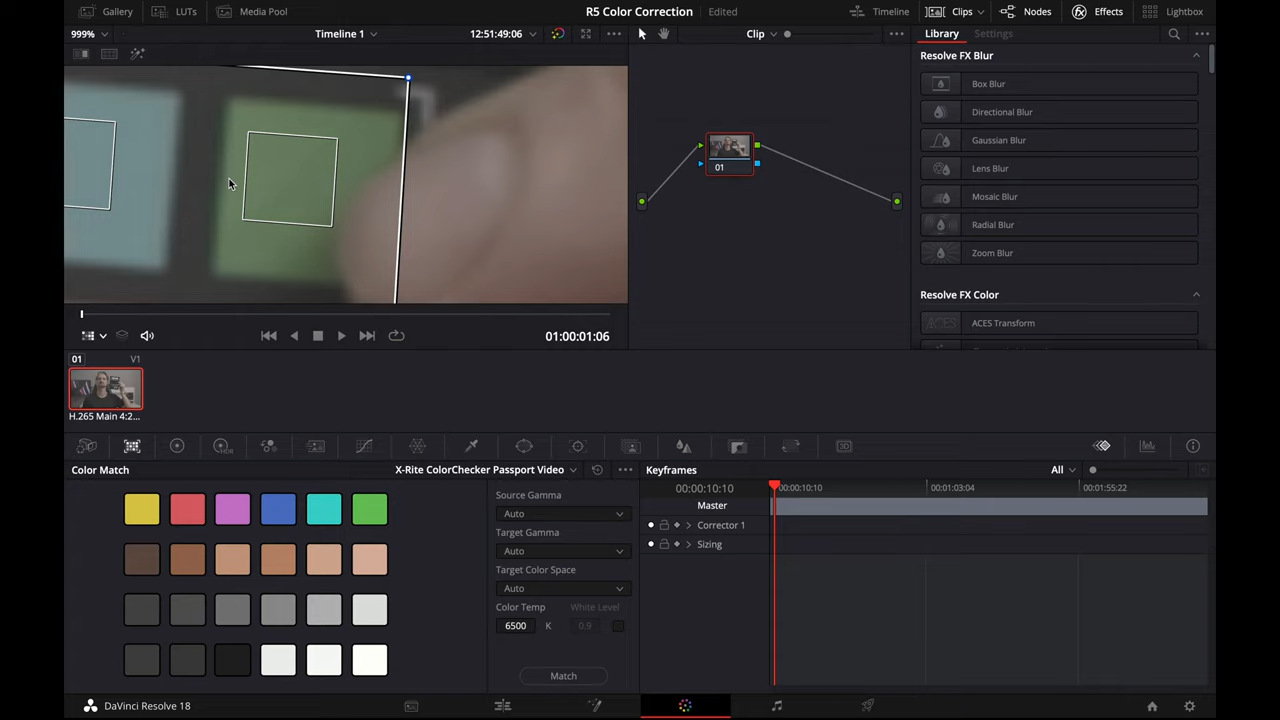 Gallery LUTs Media Pool R5 Color Correction Edited Timeline Clips Nodes Effects Lightbox
999% Timeline 1 12:51:49:06 Clip Library Settings
Resolve FX Blur
Box Blur
Directional Blur
Gaussian Blur
Lens Blur
Mosaic Blur
Radial Blur
Zoom Blur
Resolve FX Color
ACES ACES Transform
01
01:00:01:06
01 V1
H.265 Main 4:2...
Color Match X-Rite ColorChecker Passport Video
Source Gamma
Auto
Target Gamma
Auto
Target Color Space
Auto
Color Temp White Level
6500 K 0.9
Match
Keyframes All
00:00:10:10 00:00:10:10 00:01:03:04 00:01:55:22
Master
Corrector 1
Sizing
DaVinci Resolve 18